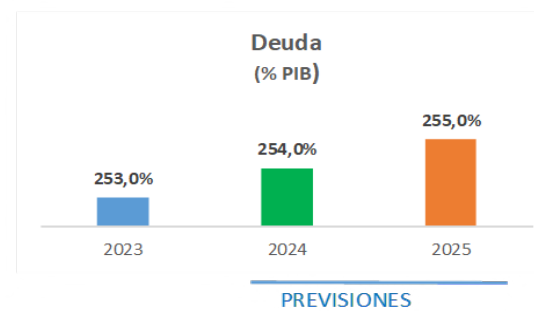 Deuda
(% PIB)
255,0%
254,0%
253,0%
2023 2024 2025
PREVISIONES